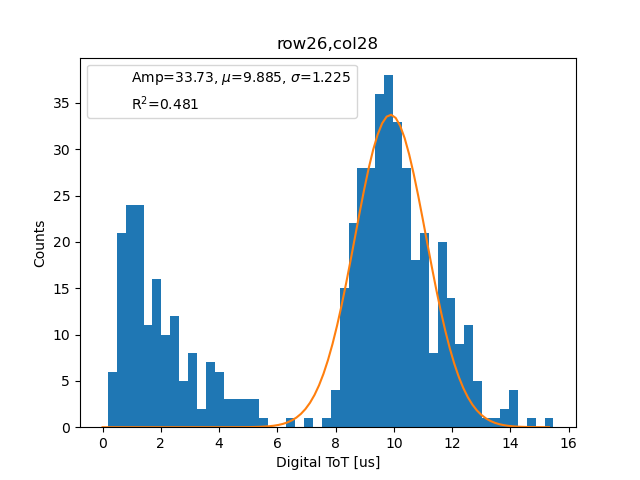 row26,col28
Amp=33.73, μ=9.885, σ=1.225
R²=0.481
Counts
35
30
25
20
15
10
5
0
0 2 4 6 8 10 12 14 16
Digital ToT [us]